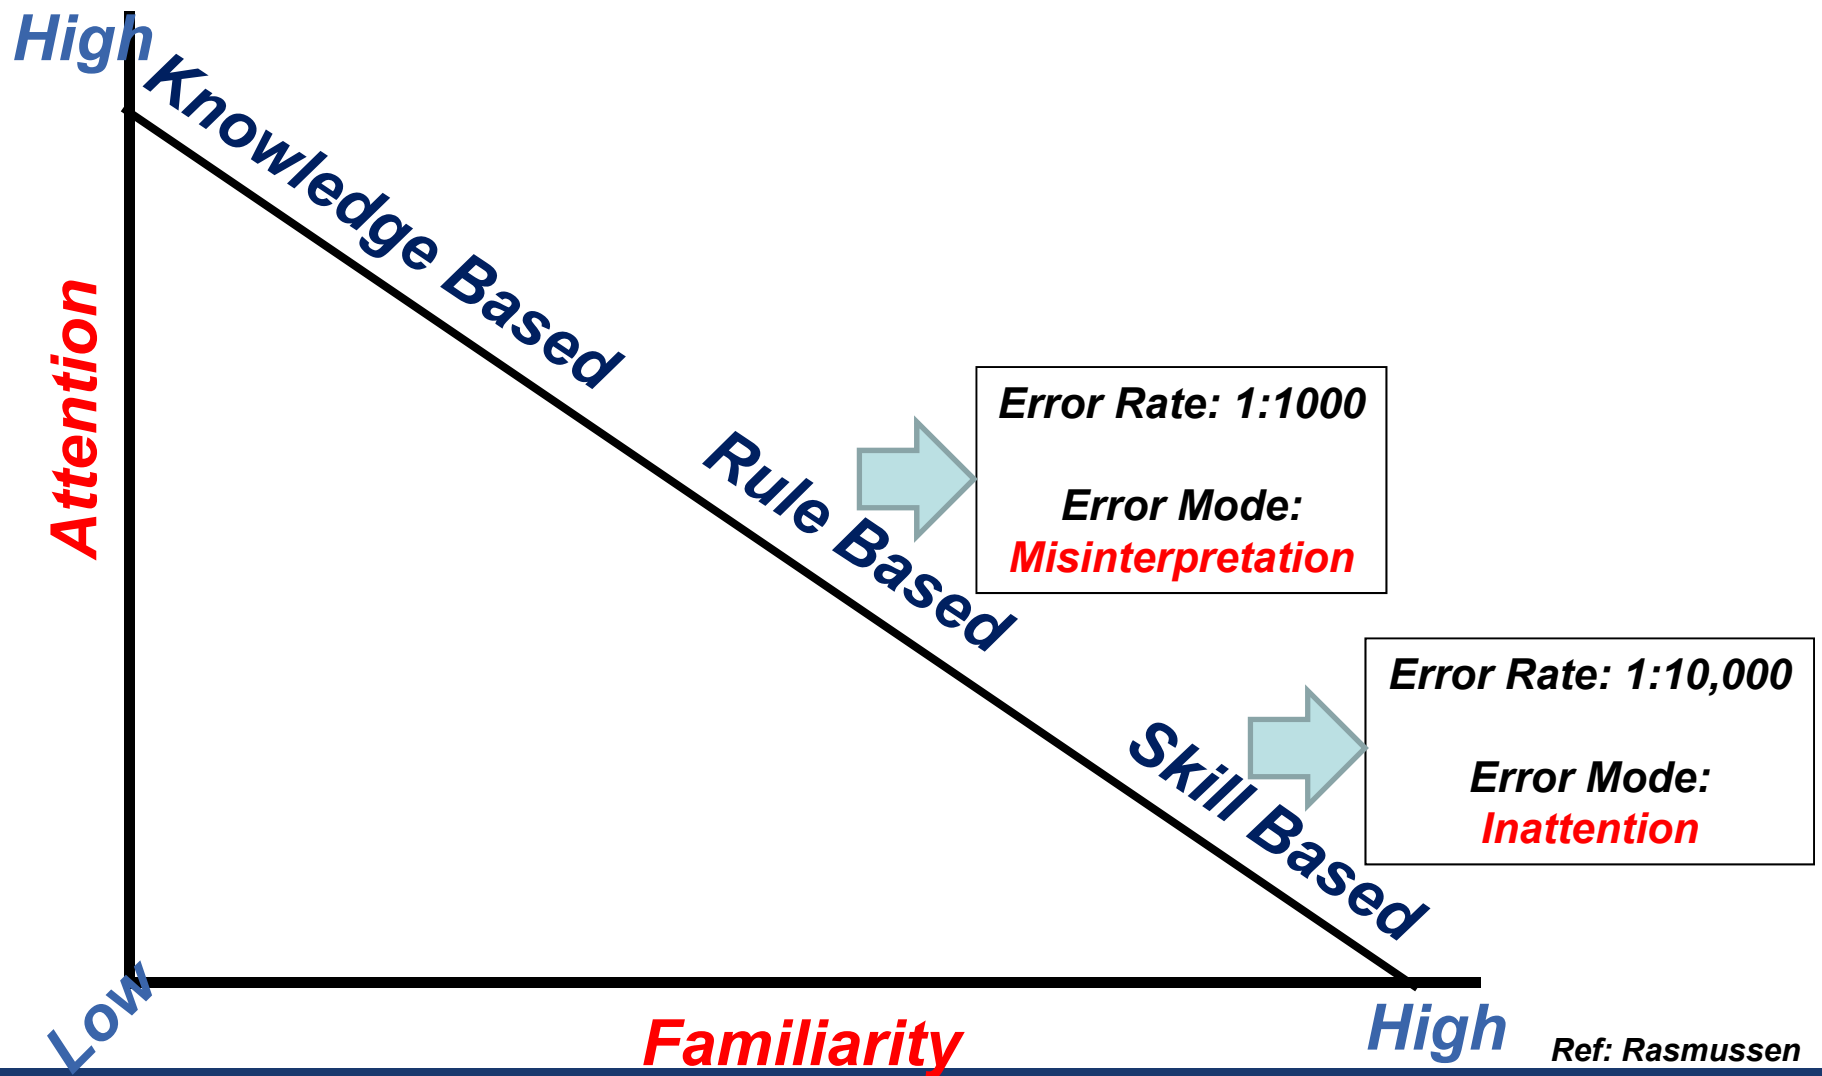 High
Knowledge Based
Attention
Error Rate: 1:1000
Error Mode:
Misinterpretation
Rule Based
Error Rate: 1:10,000
Error Mode:
Inattention
Skill Based
Low
Familiarity
High
Ref: Rasmussen